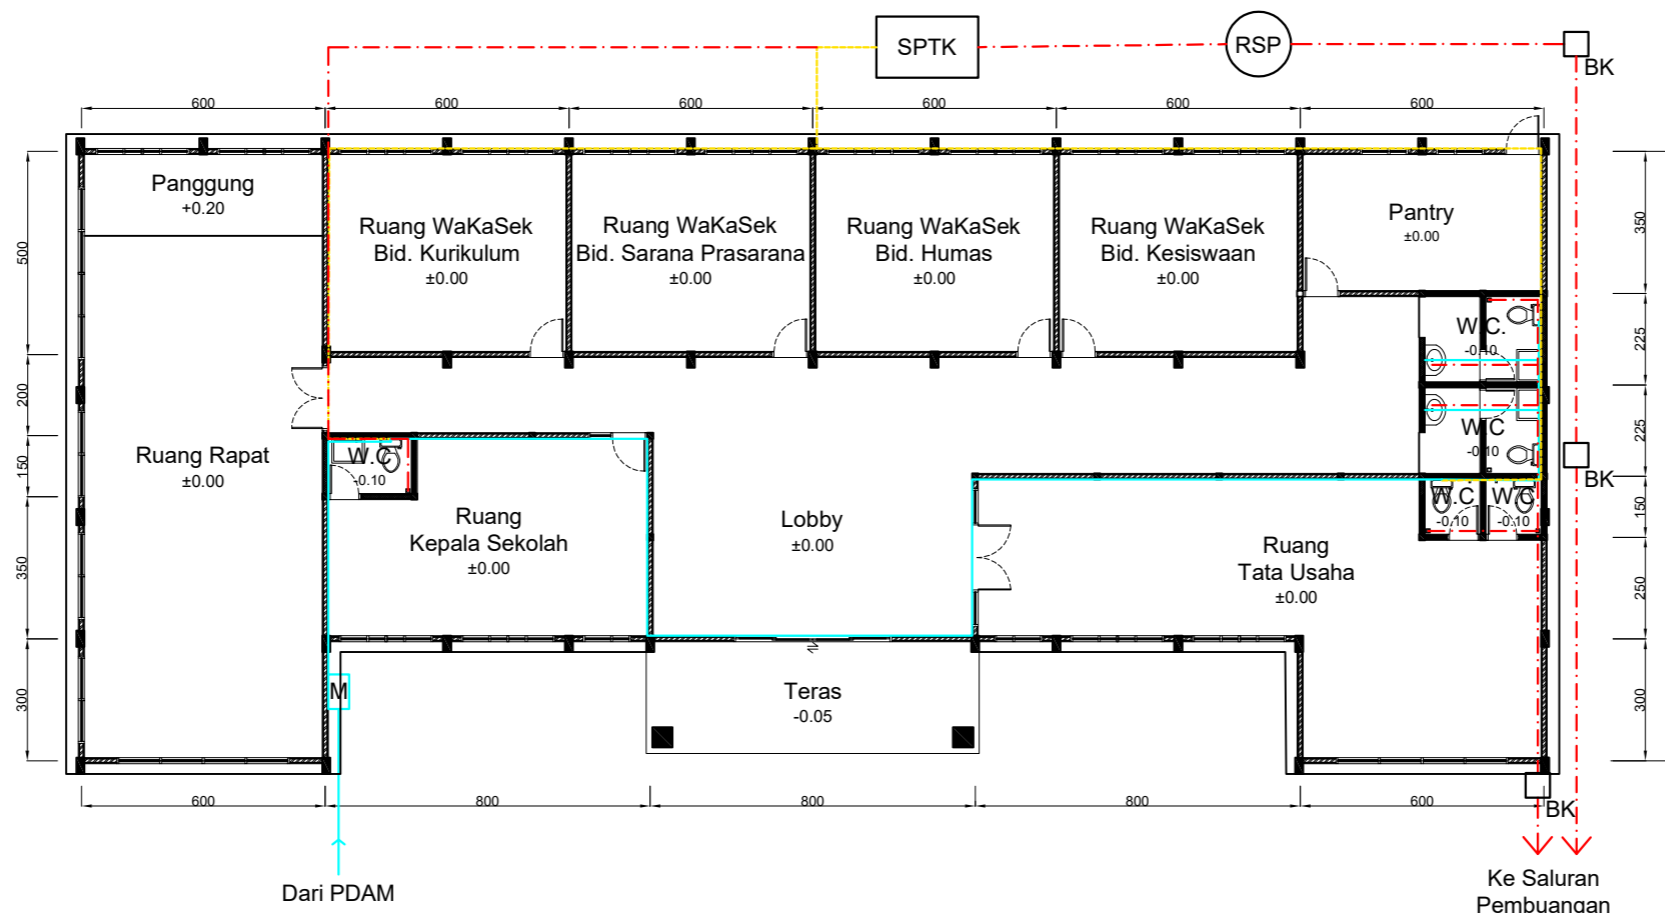 SPTK
RSP
BK
600
600
600
600
600
600
Panggung
+0.20
Ruang WaKaSek
Bid. Kurikulum
±0.00
Ruang WaKaSek
Bid. Sarana Prasarana
±0.00
Ruang WaKaSek
Bid. Humas
±0.00
Ruang WaKaSek
Bid. Kesiswaan
±0.00
Pantry
±0.00
500
200
150
350
300
350
225
225
150
250
300
W.C.
-0.10
W.C
-0.10
BK
Ruang Rapat
±0.00
W.C
-0.10
Ruang
Kepala Sekolah
±0.00
Lobby
±0.00
W.C
-0.10
W.C
-0.10
Ruang
Tata Usaha
±0.00
M
Teras
-0.05
600
800
800
800
600
BK
Dari PDAM
Ke Saluran
Pembuangan